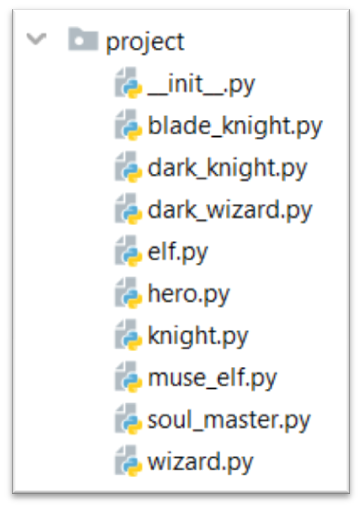 project
__init__.py
blade_knight.py
dark_knight.py
dark_wizard.py
elf.py
hero.py
knight.py
muse_elf.py
soul_master.py
wizard.py